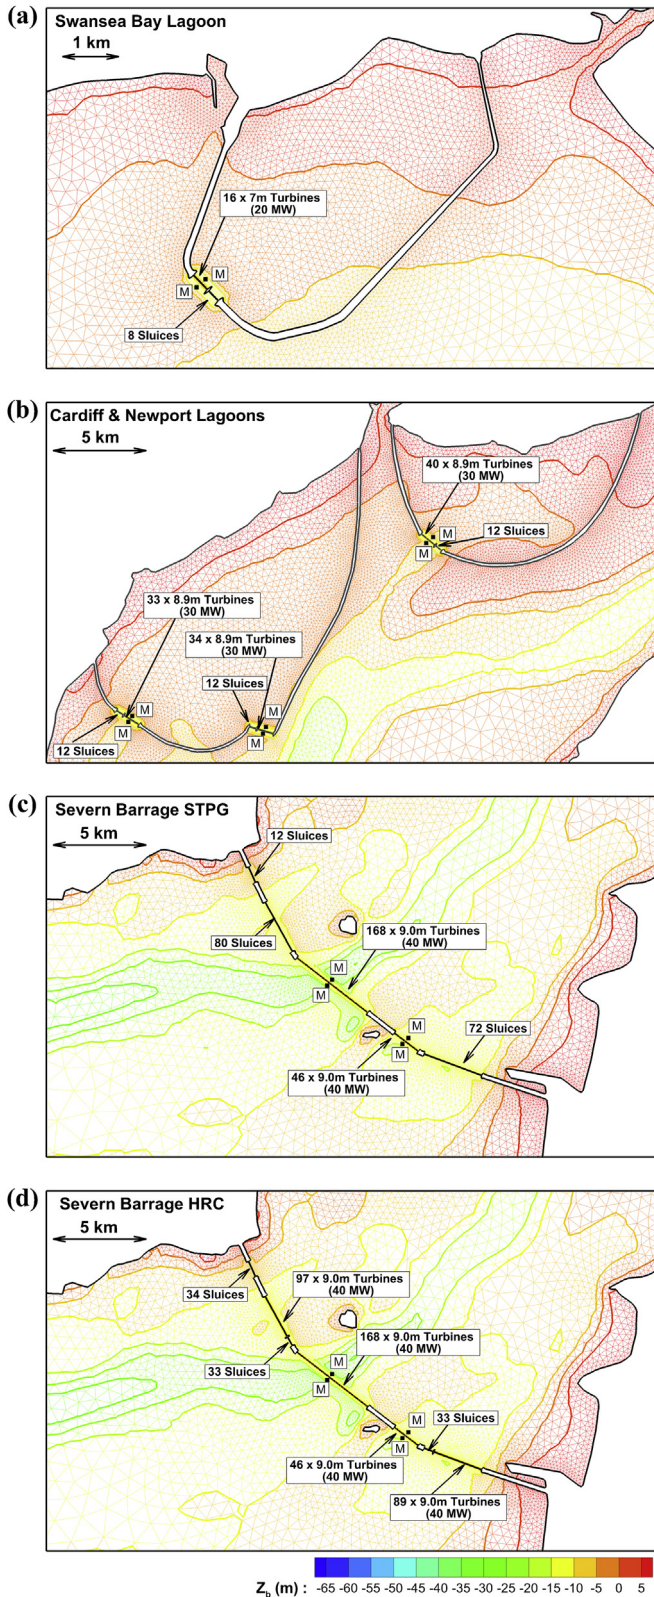 (a)
Swansea Bay Lagoon
1 km
16 x 7m Turbines
(20 MW)
M
M
8 Sluices
(b)
Cardiff & Newport Lagoons
5 km
40 x 8.9m Turbines
(30 MW)
M
12 Sluices
M
33 x 8.9m Turbines
(30 MW)
34 x 8.9m Turbines
(30 MW)
12 Sluices
M
M
M
M
12 Sluices
(c)
Severn Barrage STPG
5 km
12 Sluices
168 x 9.0m Turbines
(40 MW)
80 Sluices
M
M
M
72 Sluices
M
46 x 9.0m Turbines
(40 MW)
(d)
Severn Barrage HRC
5 km
97 x 9.0m Turbines
(40 MW)
34 Sluices
168 x 9.0m Turbines
(40 MW)
33 Sluices
M
M
M
33 Sluices
M
46 x 9.0m Turbines
(40 MW)
89 x 9.0m Turbines
(40 MW)
Zb (m) : -65 -60 -55 -50 -45 -40 -35 -30 -25 -20 -15 -10 -5 0 5